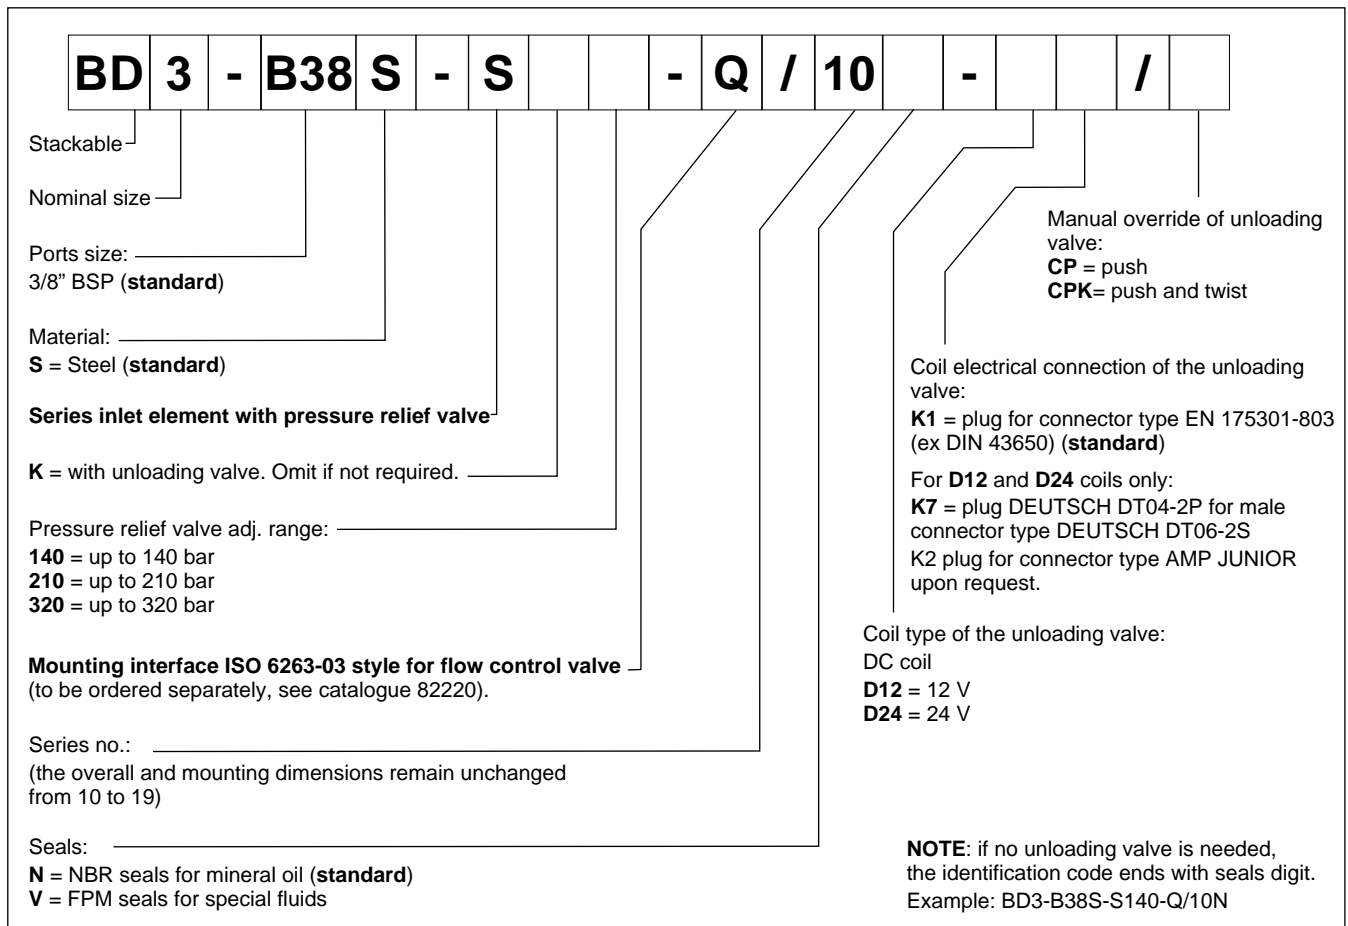 BD 3 - B38 S - S - Q / 10 - /
Stackable
Nominal size
Ports size:
3/8” BSP (standard)
Material:
S = Steel (standard)
Series inlet element with pressure relief valve
K = with unloading valve. Omit if not required.
Pressure relief valve adj. range:
140 = up to 140 bar
210 = up to 210 bar
320 = up to 320 bar
Mounting interface ISO 6263-03 style for flow control valve
(to be ordered separately, see catalogue 82220).
Series no.:
(the overall and mounting dimensions remain unchanged
from 10 to 19)
Seals:
N = NBR seals for mineral oil (standard)
V = FPM seals for special fluids
Manual override of unloading
valve:
CP = push
CPK= push and twist
Coil electrical connection of the unloading
valve:
K1 = plug for connector type EN 175301-803
(ex DIN 43650) (standard)
For D12 and D24 coils only:
K7 = plug DEUTSCH DT04-2P for male
connector type DEUTSCH DT06-2S
K2 plug for connector type AMP JUNIOR
upon request.
Coil type of the unloading valve:
DC coil
D12 = 12 V
D24 = 24 V
NOTE: if no unloading valve is needed,
the identification code ends with seals digit.
Example: BD3-B38S-S140-Q/10N